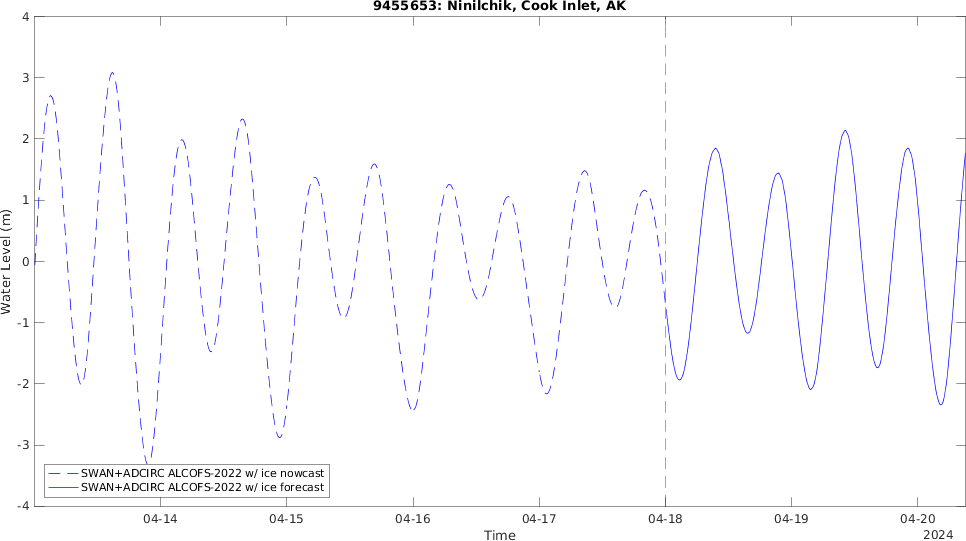 9455653: Ninilchik, Cook Inlet, AK
4
3
2
1
0
-1
-2
-3
-4
Water Level (m)
SWAN+ADCIRC ALCOFS-2022 w/ ice nowcast
SWAN+ADCIRC ALCOFS-2022 w/ ice forecast
04-14 04-15 04-16 04-17 04-18 04-19 04-20
Time
2024